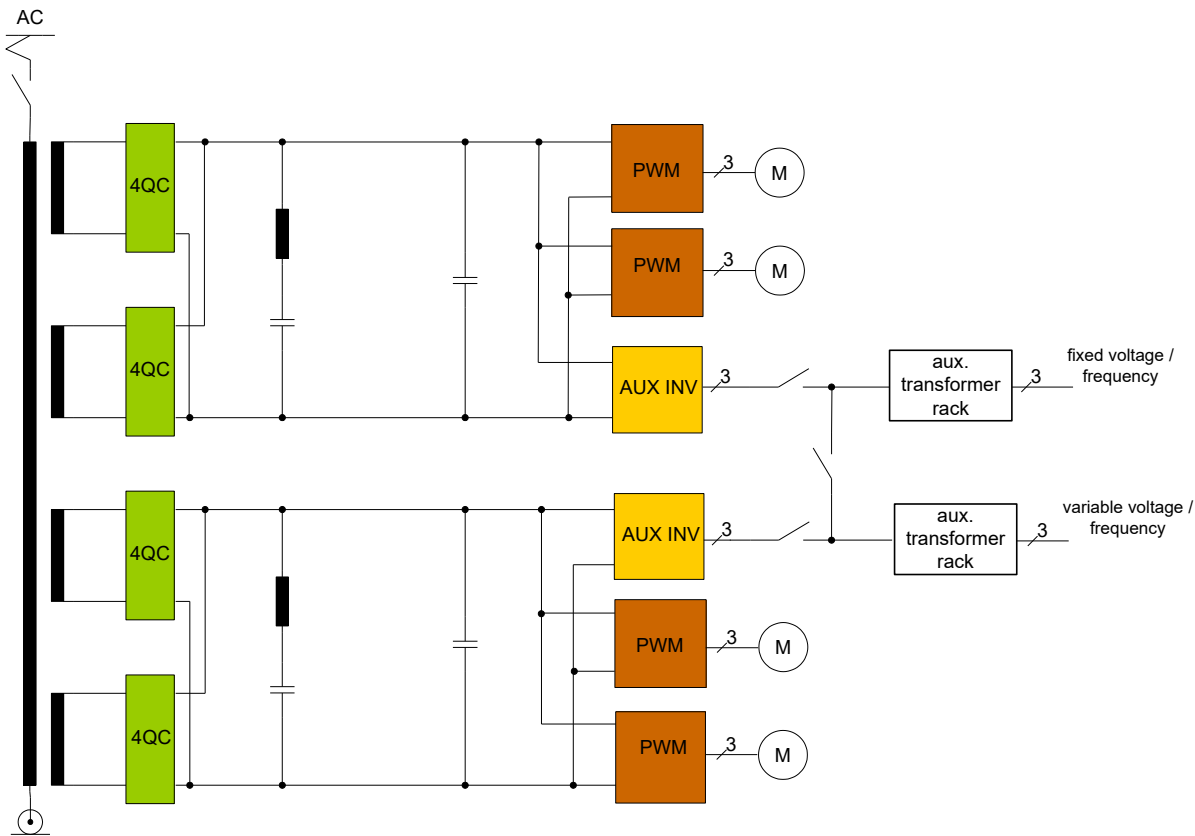 AC
4QC
PWM
3
M
PWM
3
M
4QC
AUX INV
3
aux.
transformer
rack
3
fixed voltage /
frequency
4QC
AUX INV
3
aux.
transformer
rack
3
variable voltage /
frequency
PWM
3
M
4QC
PWM
3
M